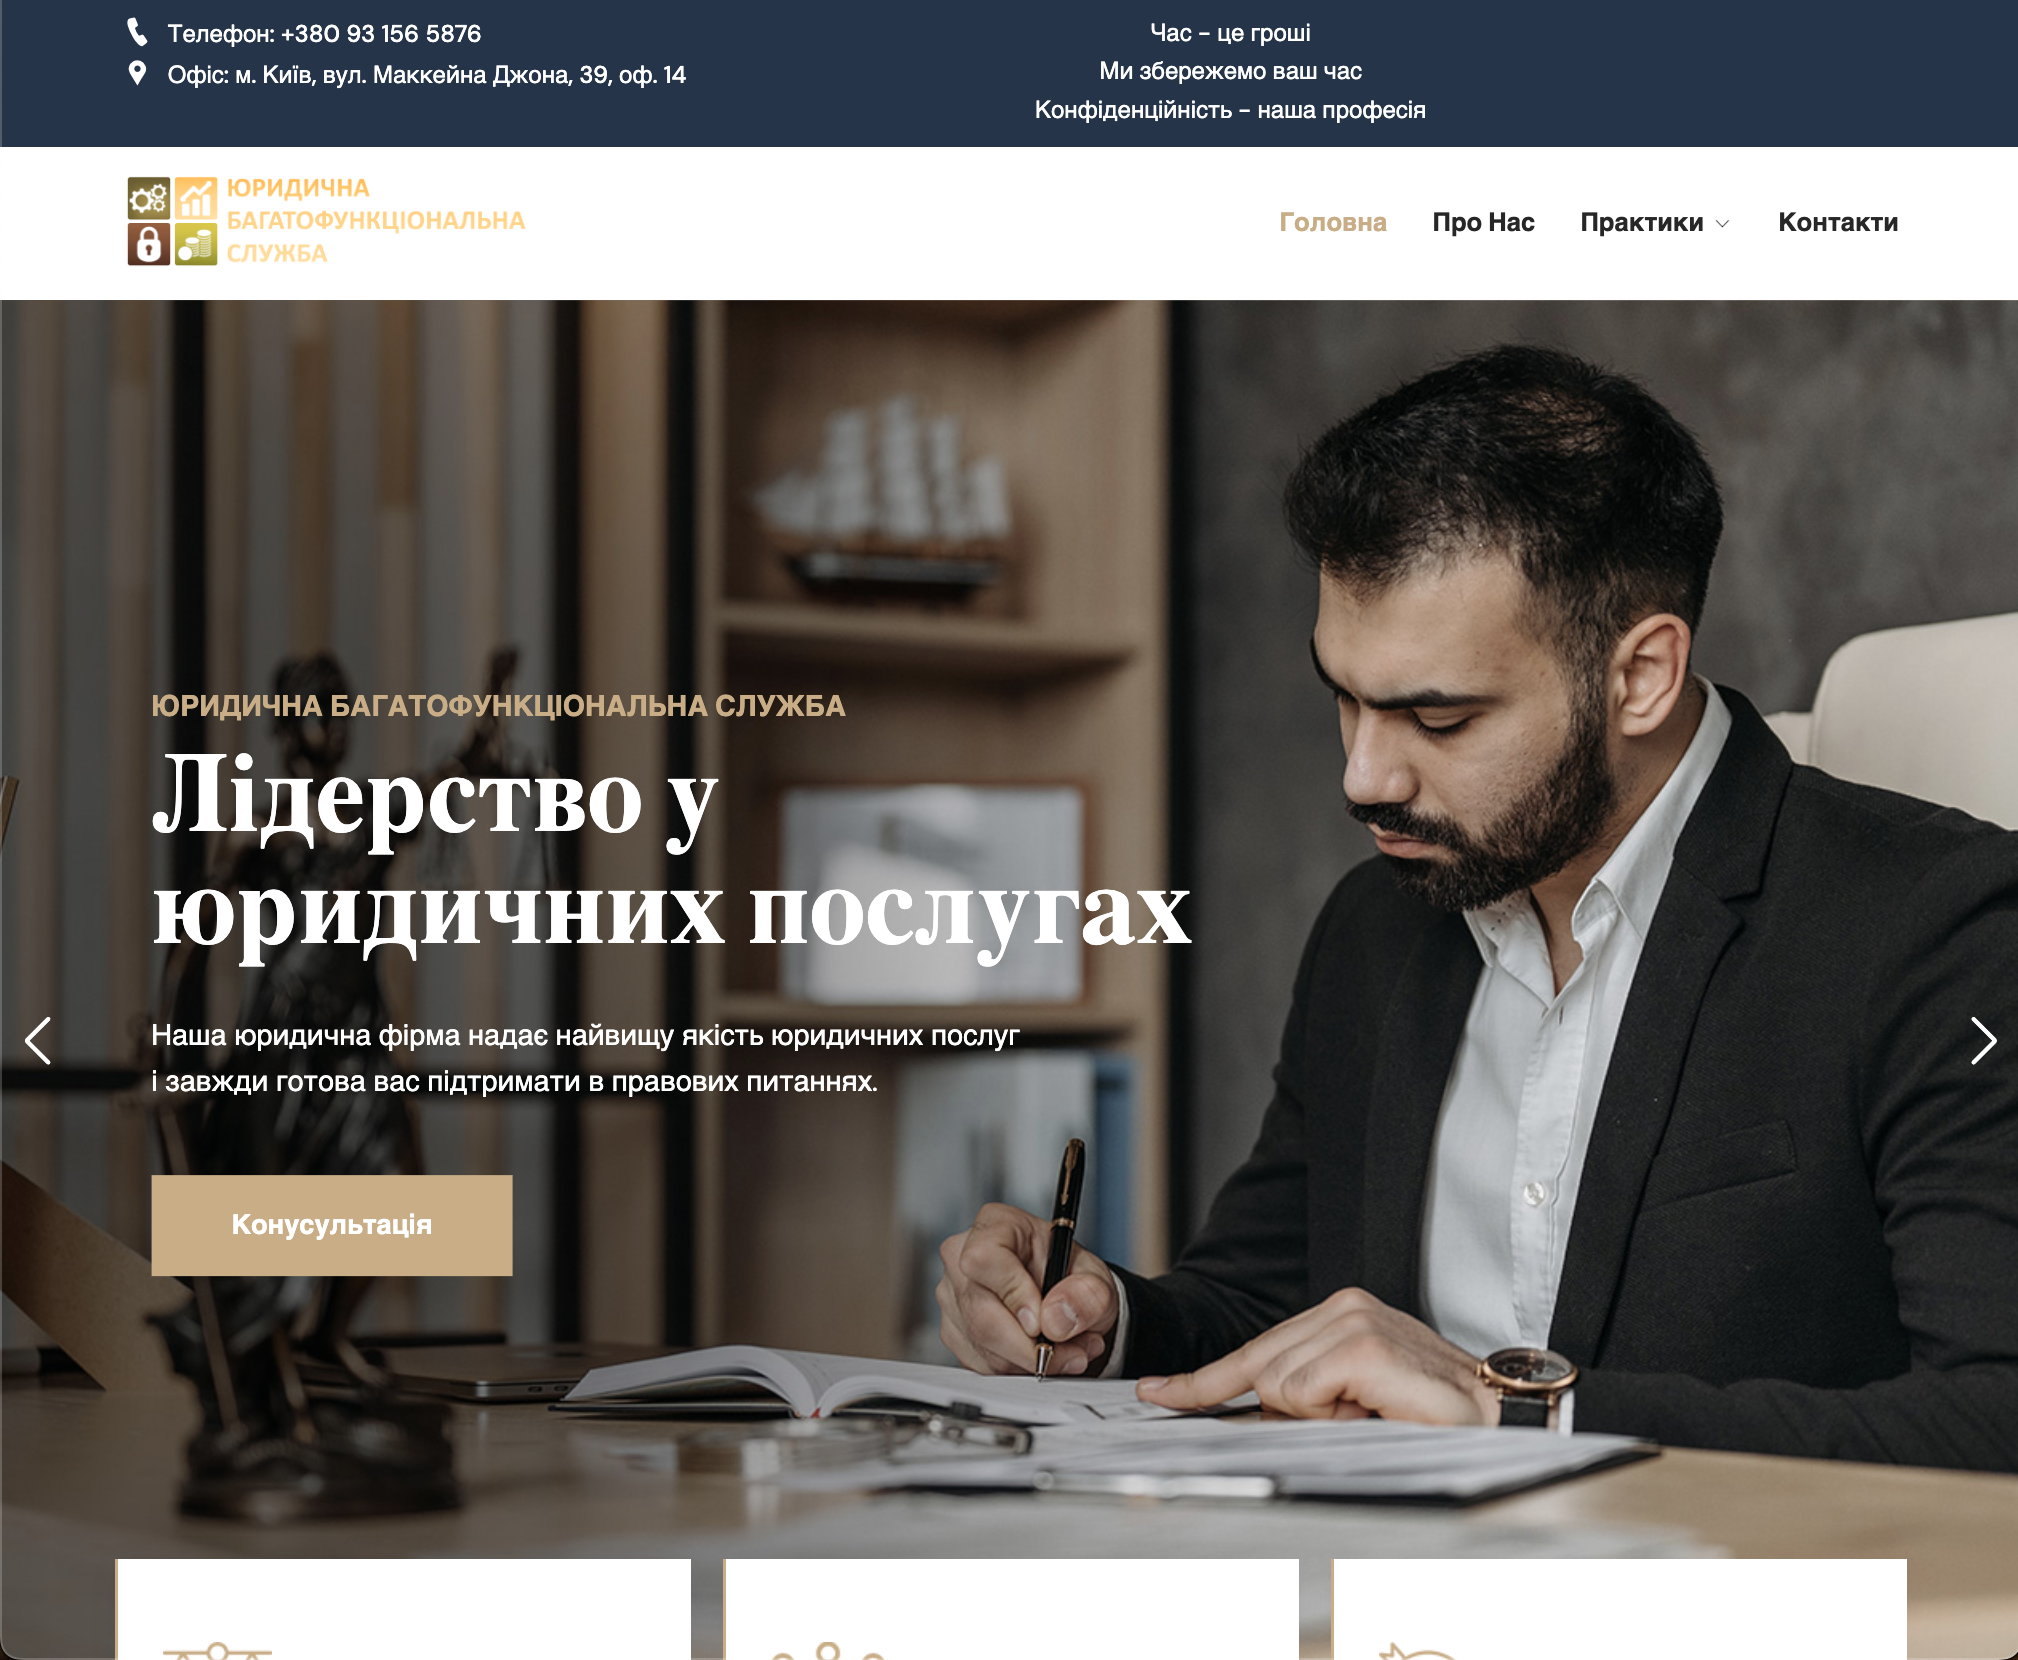 Телефон: +380 93 156 5876
Офіс: м. Київ, вул. Маккейна Джона, 39, оф. 14
Час – це гроші
Ми збережемо ваш час
Конфіденційність – наша професія
ЮРИДИЧНА
БАГАТОФУНКЦІОНАЛЬНА
СЛУЖБА
Головна
Про Нас
Практики
Контакти
ЮРИДИЧНА БАГАТОФУНКЦІОНАЛЬНА СЛУЖБА
Лідерство у
юридичних послугах
Наша юридична фірма надає найвищу якість юридичних послуг
і завжди готова вас підтримати в правових питаннях.
Конусультація